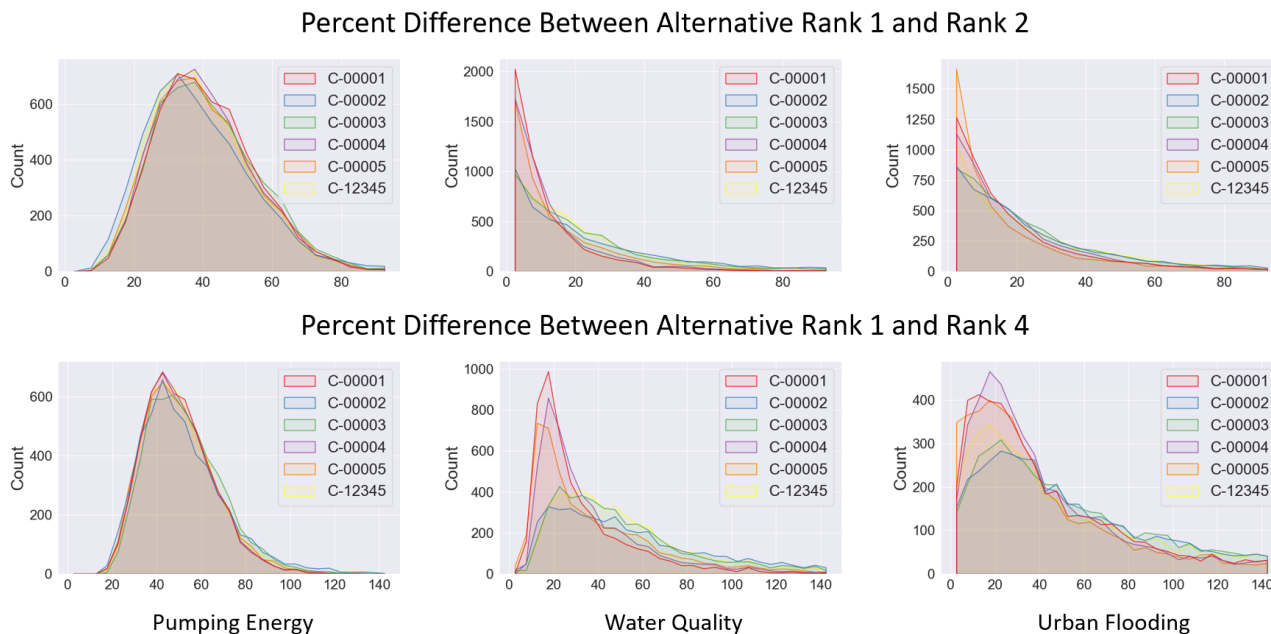 Percent Difference Between Alternative Rank 1 and Rank 2
Count
600
400
200
0
0 20 40 60 80
C-00001
C-00002
C-00003
C-00004
C-00005
C-12345
Count
2000
1500
1000
500
0
0 20 40 60 80
C-00001
C-00002
C-00003
C-00004
C-00005
C-12345
Count
1500
1250
1000
750
500
250
0
20 40 60 80
C-00001
C-00002
C-00003
C-00004
C-00005
C-12345
Percent Difference Between Alternative Rank 1 and Rank 4
Count
600
400
200
0
0 20 40 60 80 100 120 140
C-00001
C-00002
C-00003
C-00004
C-00005
C-12345
Count
1000
800
600
400
200
0
0 20 40 60 80 100 120 140
C-00001
C-00002
C-00003
C-00004
C-00005
C-12345
Count
400
300
200
100
0
20 40 60 80 100 120 140
C-00001
C-00002
C-00003
C-00004
C-00005
C-12345
Pumping Energy
Water Quality
Urban Flooding